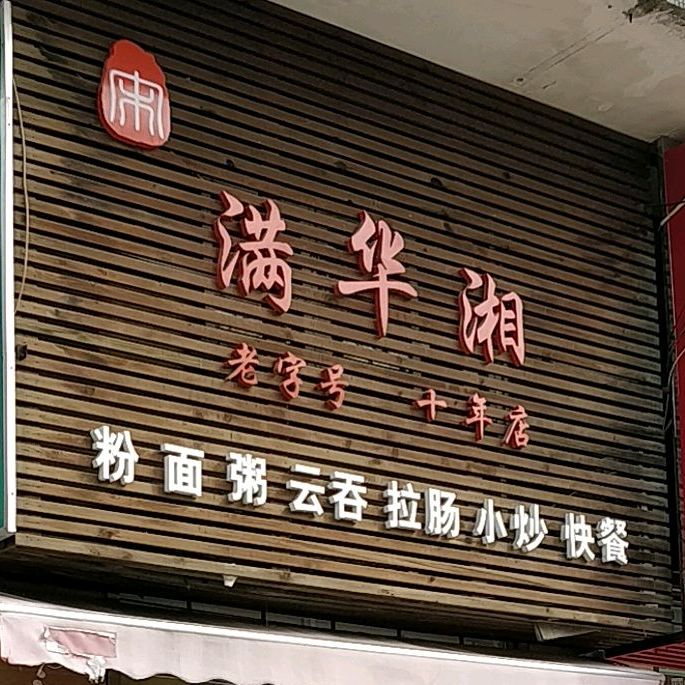 宋
满华湘
老字号 十年店
粉 面 粥 云吞 拉肠 小炒 快餐